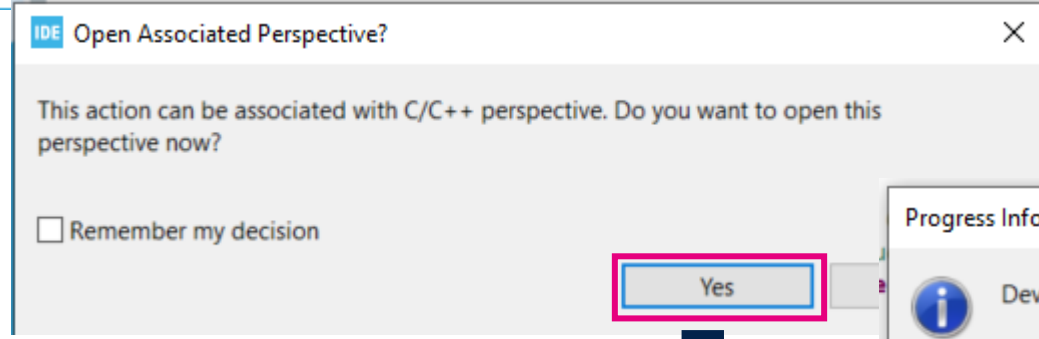 IDE Open Associated Perspective?
This action can be associated with C/C++ perspective. Do you want to open this
perspective now?
Remember my decision
Yes
Progress Info
Dev